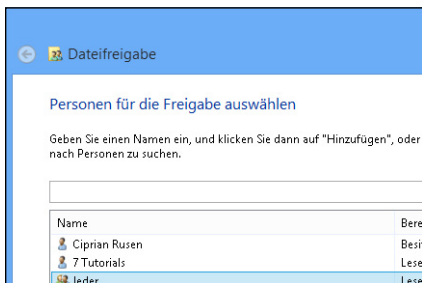 Dateifreigabe
Personen für die Freigabe auswählen
Geben Sie einen Namen ein, und klicken Sie dann auf "Hinzufügen", oder
nach Personen zu suchen.
Name Bere
Ciprian Rusen Besit
7 Tutorials Lese
Jeder Lese